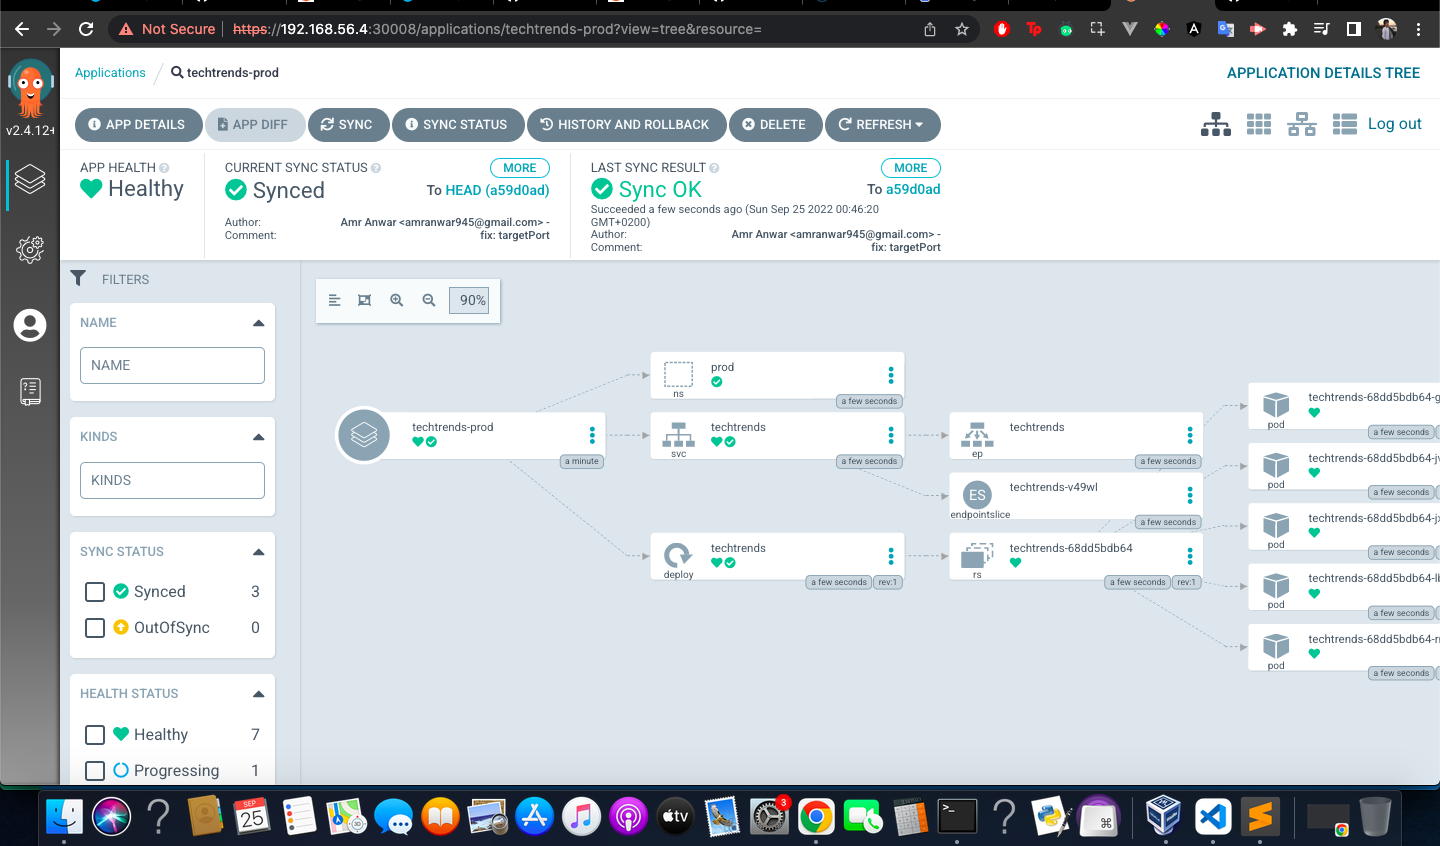 Not Secure
https://192.168.56.4:30008/applications/techtrends-prod?view=tree&resource=
Applications
techtrends-prod
APPLICATION DETAILS TREE
v2.4.12+
APP DETAILS
APP DIFF
SYNC
SYNC STATUS
HISTORY AND ROLLBACK
DELETE
REFRESH
Log out
APP HEALTH
Healthy
CURRENT SYNC STATUS
MORE
Synced
To HEAD (a59d0ad)
Author: Amr Anwar <amranwar945@gmail.com> -
Comment: fix: targetPort
LAST SYNC RESULT
MORE
Sync OK
To a59d0ad
Succeeded a few seconds ago (Sun Sep 25 2022 00:46:20
GMT+0200)
Author: Amr Anwar <amranwar945@gmail.com> -
Comment: fix: targetPort
FILTERS
NAME
NAME
KINDS
KINDS
SYNC STATUS
Synced 3
OutOfSync 0
HEALTH STATUS
Healthy 7
Progressing 1
90%
techtrends-prod
a minute
prod
ns
a few seconds
techtrends
svc
a few seconds
techtrends
deploy
a few seconds
rev:1
techtrends
ep
a few seconds
ES
techtrends-v49wl
endpointslice
a few seconds
techtrends-68dd5bdb64
rs
a few seconds
rev:1
techtrends-68dd5bdb64-g
pod
a few seconds
techtrends-68dd5bdb64-jv
pod
a few seconds
techtrends-68dd5bdb64-jx
pod
a few seconds
techtrends-68dd5bdb64-lb
pod
a few seconds
techtrends-68dd5bdb64-r
pod
a few seconds
SEP
25
tv
3